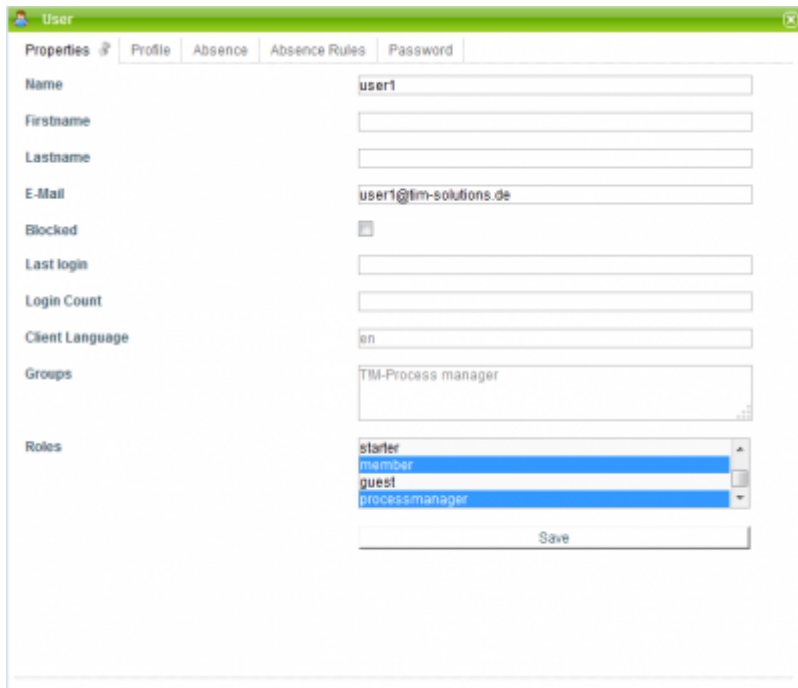 User
Properties Profile Absence Absence Rules Password
Name user1
Firstname
Lastname
E-Mail user1@tim-solutions.de
Blocked
Last login
Login Count
Client Language en
Groups TIM-Process manager
Roles starter
member
guest
processmanager
Save